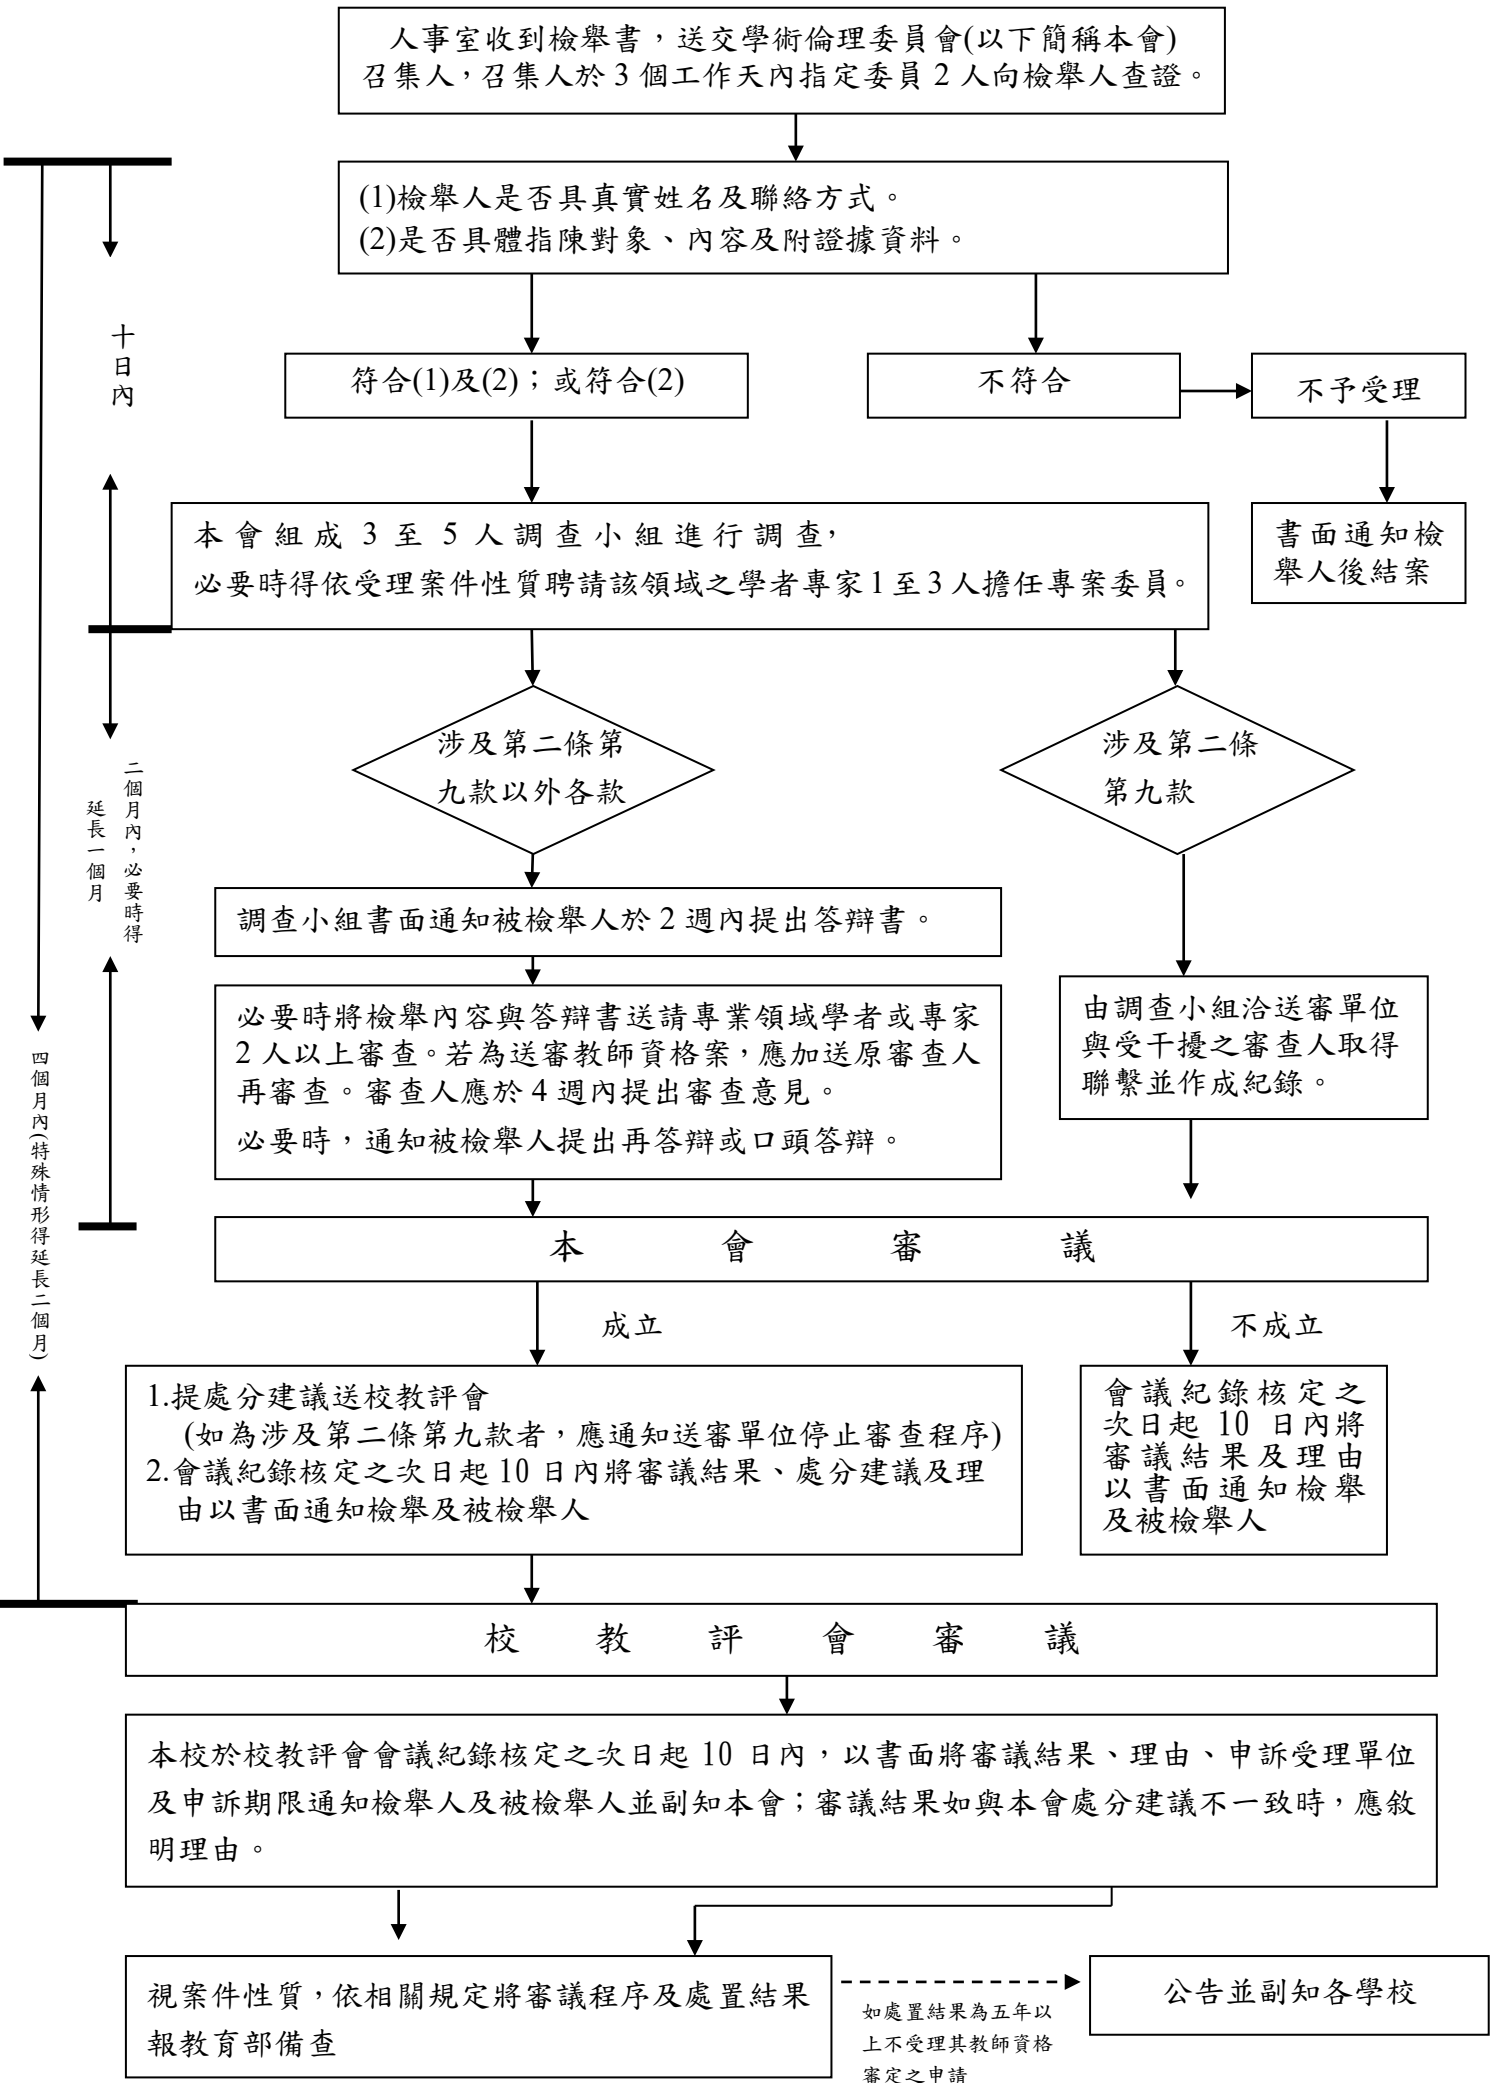 人事室收到檢舉書，送交學術倫理委員會(以下簡稱本會)
召集人，召集人於 3 個工作天內指定委員 2 人向檢舉人查證。
(1)檢舉人是否具真實姓名及聯絡方式。
(2)是否具體指陳對象、內容及附證據資料。
十日內
符合(1)及(2)；或符合(2)
不符合
不予受理
本會組成 3 至 5 人調查小組進行調查，
必要時得依受理案件性質聘請該領域之學者專家 1 至 3 人擔任專案委員。
書面通知檢
舉人後結案
涉及第二條第
九款以外各款
涉及第二條
第九款
二個月內，必要時得
延長一個月
調查小組書面通知被檢舉人於 2 週內提出答辯書。
必要時將檢舉內容與答辯書送請專業領域學者或專家
2 人以上審查。若為送審教師資格案，應加送原審查人
再審查。審查人應於 4 週內提出審查意見。
必要時，通知被檢舉人提出再答辯或口頭答辯。
由調查小組洽送審單位
與受干擾之審查人取得
聯繫並作成紀錄。
四個月內(特殊情形得延長二個月)
本會審議
成立
不成立
1.提處分建議送校教評會
(如為涉及第二條第九款者，應通知送審單位停止審查程序)
2.會議紀錄核定之次日起 10 日內將審議結果、處分建議及理
由以書面通知檢舉及被檢舉人
會議紀錄核定之
次日起 10 日內將
審議結果及理由
以書面通知檢舉
及被檢舉人
校教評會審議
本校於校教評會會議紀錄核定之次日起 10 日內，以書面將審議結果、理由、申訴受理單位
及申訴期限通知檢舉人及被檢舉人並副知本會；審議結果如與本會處分建議不一致時，應敘
明理由。
視案件性質，依相關規定將審議程序及處置結果
報教育部備查
如處置結果為五年以
上不受理其教師資格
審定之申請
公告並副知各學校